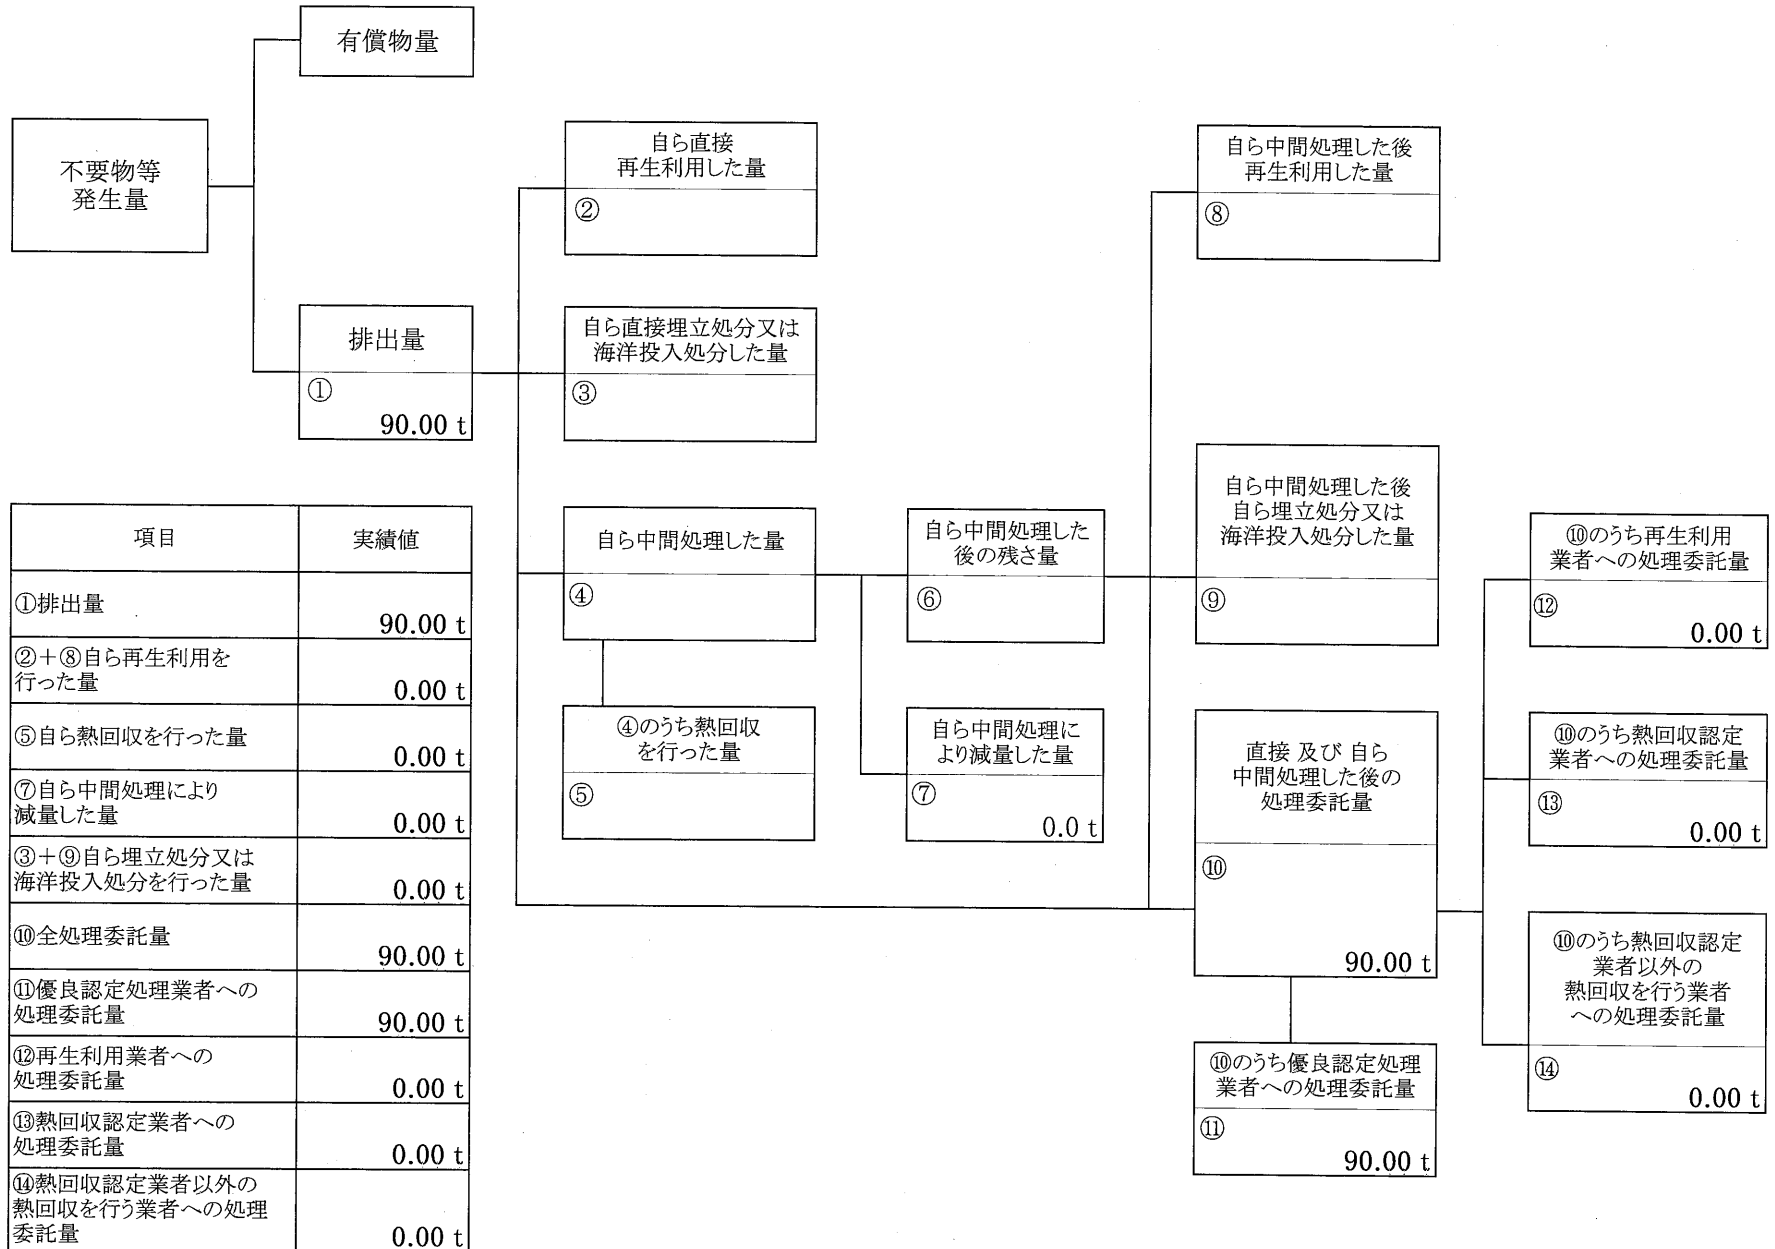 有償物量
不要物等
発生量
排出量
①
90.00 t
自ら直接
再生利用した量
②
自ら直接埋立処分又は
海洋投入処分した量
③
自ら中間処理した量
④
④のうち熱回収
を行った量
⑤
自ら中間処理した
後の残さ量
⑥
自ら中間処理に
より減量した量
⑦
0.0 t
自ら中間処理した後
再生利用した量
⑧
自ら中間処理した後
自ら埋立処分又は
海洋投入処分した量
⑨
直接 及び 自ら
中間処理した後の
処理委託量
⑩
90.00 t
⑩のうち優良認定処理
業者への処理委託量
⑪
90.00 t
⑩のうち再生利用
業者への処理委託量
⑫
0.00 t
⑩のうち熱回収認定
業者への処理委託量
⑬
0.00 t
⑩のうち熱回収認定
業者以外の
熱回収を行う業者
への処理委託量
⑭
0.00 t
項目 実績値
①排出量
90.00 t
②＋⑧自ら再生利用を
行った量
0.00 t
⑤自ら熱回収を行った量
0.00 t
⑦自ら中間処理により
減量した量
0.00 t
③＋⑨自ら埋立処分又は
海洋投入処分を行った量
0.00 t
⑩全処理委託量
90.00 t
⑪優良認定処理業者への
処理委託量
90.00 t
⑫再生利用業者への
処理委託量
0.00 t
⑬熱回収認定業者への
処理委託量
0.00 t
⑭熱回収認定業者以外の
熱回収を行う業者への処理
委託量
0.00 t